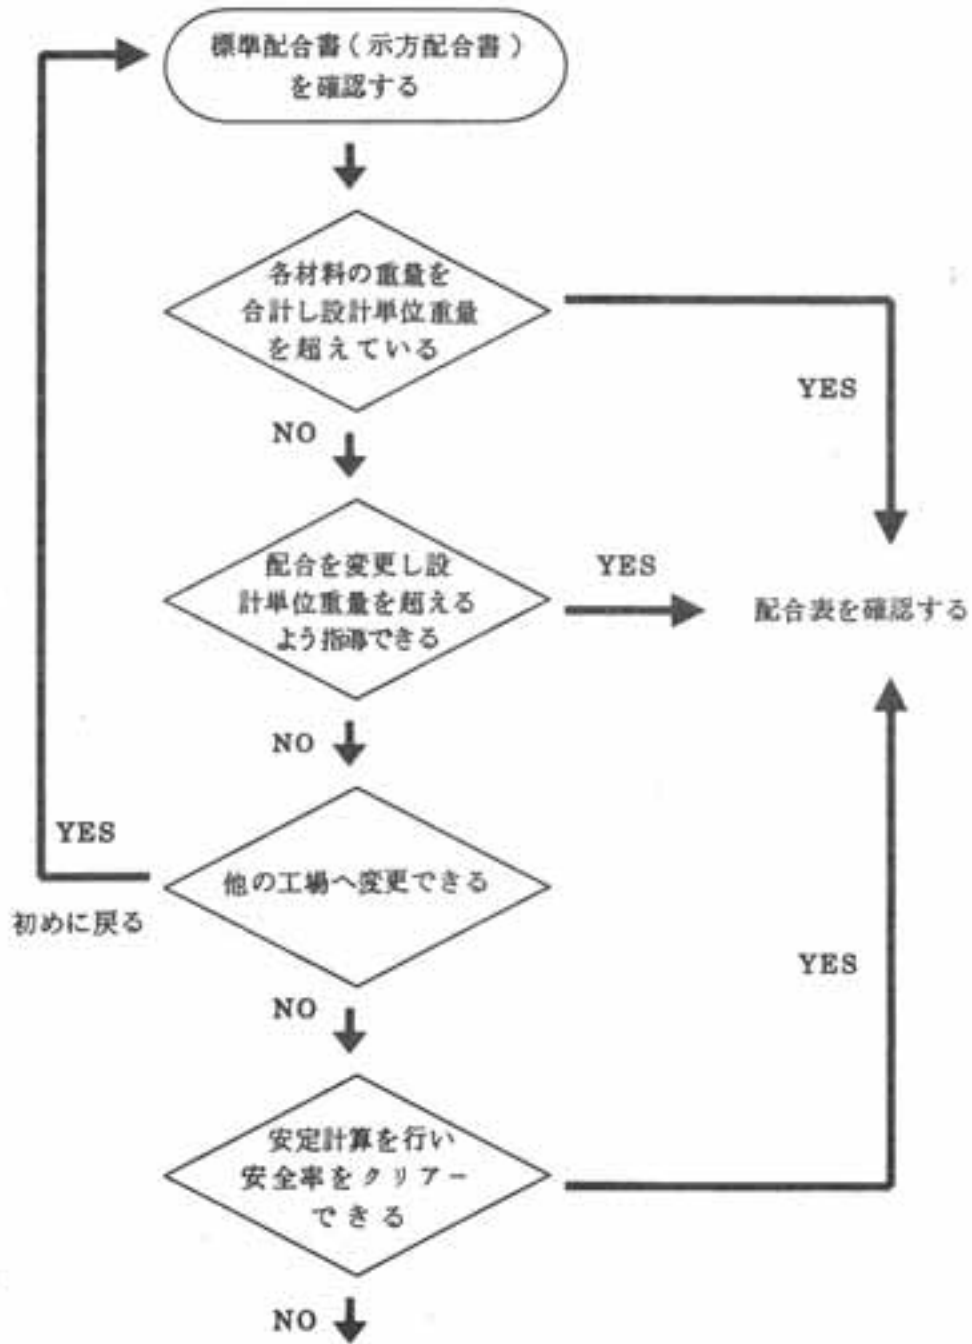 標準配合書(示方配合書)
を確認する
各材料の重量を
合計し設計単位重量
を超えている
YES
NO
配合を変更し設
計単位重量を超える
よう指導できる
YES
配合表を確認する
NO
他の工場へ変更できる
YES
初めに戻る
NO
YES
安定計算を行い
安全率をクリアー
できる
NO